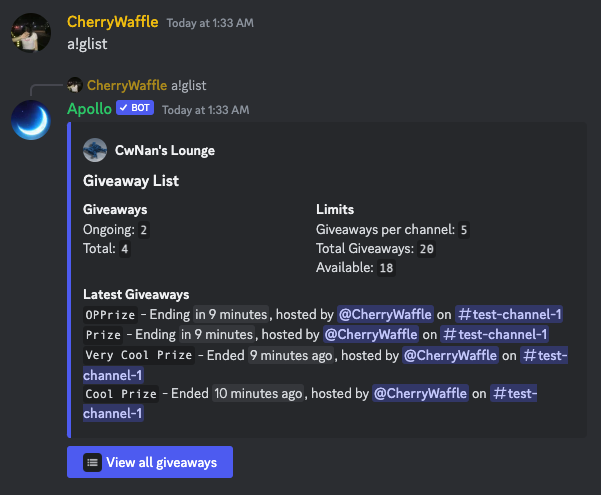 CherryWaffle Today at 1:33 AM
a!glist
CherryWaffle a!glist
Apollo ✓ BOT Today at 1:33 AM
CwNan's Lounge
Giveaway List
Giveaways
Ongoing: 2
Total: 4
Limits
Giveaways per channel: 5
Total Giveaways: 20
Available: 18
Latest Giveaways
OPPrize - Ending in 9 minutes, hosted by @CherryWaffle on #test-channel-1
Prize - Ending in 9 minutes, hosted by @CherryWaffle on #test-channel-1
Very Cool Prize - Ended 9 minutes ago, hosted by @CherryWaffle on #test-
channel-1
Cool Prize - Ended 10 minutes ago, hosted by @CherryWaffle on #test-
channel-1
View all giveaways